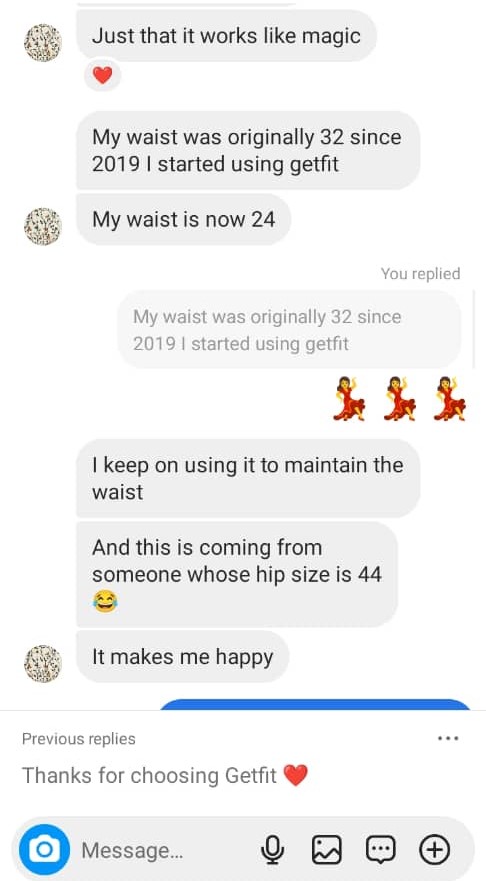 Just that it works like magic
❤️
My waist was originally 32 since
2019 I started using getfit
My waist is now 24
You replied
My waist was originally 32 since
2019 I started using getfit
💃 💃 💃
I keep on using it to maintain the
waist
And this is coming from
someone whose hip size is 44
😂
It makes me happy
Previous replies
Thanks for choosing Getfit ❤️
Message...